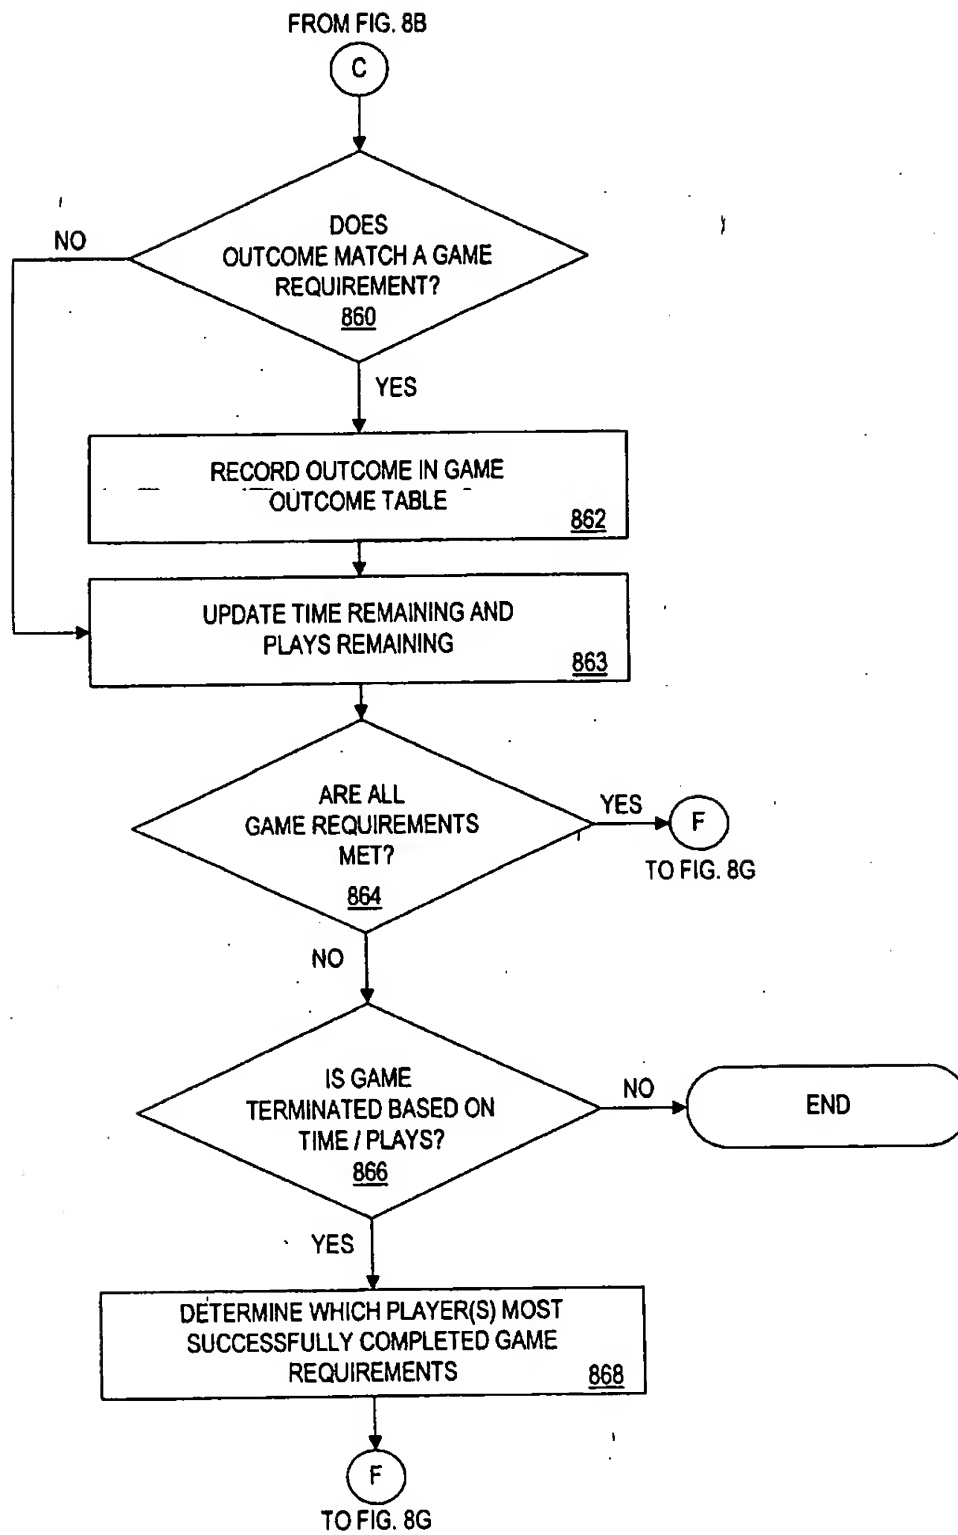 FROM FIG. 8B
C
DOES
OUTCOME MATCH A GAME
REQUIREMENT?
860
NO
YES
RECORD OUTCOME IN GAME
OUTCOME TABLE
862
UPDATE TIME REMAINING AND
PLAYS REMAINING
863
ARE ALL
GAME REQUIREMENTS
MET?
864
YES
F
TO FIG. 8G
NO
IS GAME
TERMINATED BASED ON
TIME / PLAYS?
866
NO
END
YES
DETERMINE WHICH PLAYER(S) MOST
SUCCESSFULLY COMPLETED GAME
REQUIREMENTS
868
F
TO FIG. 8G